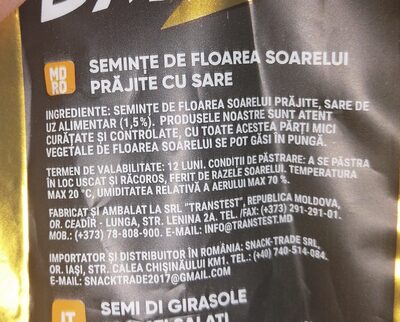 MD
RO
SEMINȚE DE FLOAREA SOARELUI
PRĂJITE CU SARE
INGREDIENTE: SEMINȚE DE FLOAREA SOARELUI PRĂJITE, SARE DE
UZ ALIMENTAR (1,5%). PRODUSELE NOASTRE SUNT ATENT
CURĂȚATE ȘI CONTROLATE, CU TOATE ACESTEA PĂRȚI MICI
VEGETALE DE FLOAREA SOARELUI SE POT GĂSI ÎN PUNGĂ.
TERMEN DE VALABILITATE: 12 LUNI. CONDIȚII DE PĂSTRARE: A SE PĂSTRA
ÎN LOC USCAT ȘI RĂCOROS, FERIT DE RAZELE SOARELUI. TEMPERATURA
MAX 20 °C, UMIDITATEA RELATIVĂ A AERULUI MAX 70 %.
FABRICAT ȘI AMBALAT LA SRL "TRANSTEST", REPUBLICA MOLDOVA,
OR. CEADÎR - LUNGA, STR. LENINA 2A. TEL. /FAX: (+373) 291-291-01.
MOB.: (+373) 78-808-900. E-MAIL: INFO@TRANSTEST.MD
IMPORTATOR ȘI DISTRIBUITOR ÎN ROMÂNIA: SNACK-TRADE SRL,
OR. IAȘI, STR. CALEA CHIȘINĂULUI KM1. TEL.: (+40) 740-514-084.
E-MAIL: SNACKTRADE2017@GMAIL.COM
IT
SEMI DI GIRASOLE